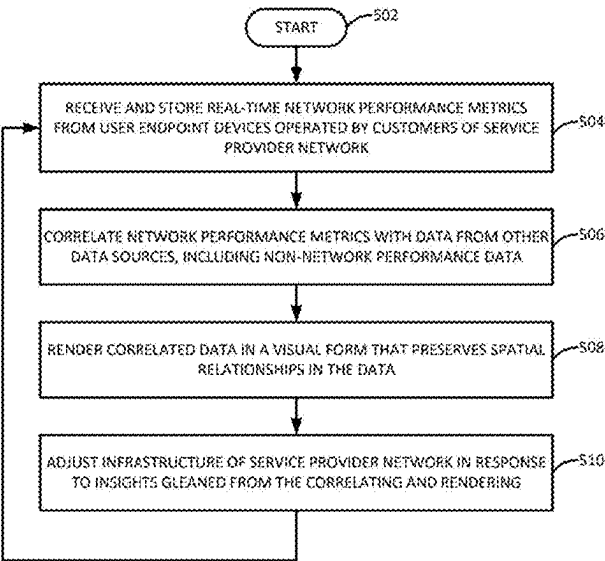 START
502
RECEIVE AND STORE REAL-TIME NETWORK PERFORMANCE METRICS
FROM USER ENDPOINT DEVICES OPERATED BY CUSTOMERS OF SERVICE
PROVIDER NETWORK
504
CORRELATE NETWORK PERFORMANCE METRICS WITH DATA FROM OTHER
DATA SOURCES, INCLUDING NON-NETWORK PERFORMANCE DATA
506
RENDER CORRELATED DATA IN A VISUAL FORM THAT PRESERVES SPATIAL
RELATIONSHIPS IN THE DATA
508
ADJUST INFRASTRUCTURE OF SERVICE PROVIDER NETWORK IN RESPONSE
TO INSIGHTS GLEANED FROM THE CORRELATING AND RENDERING
510